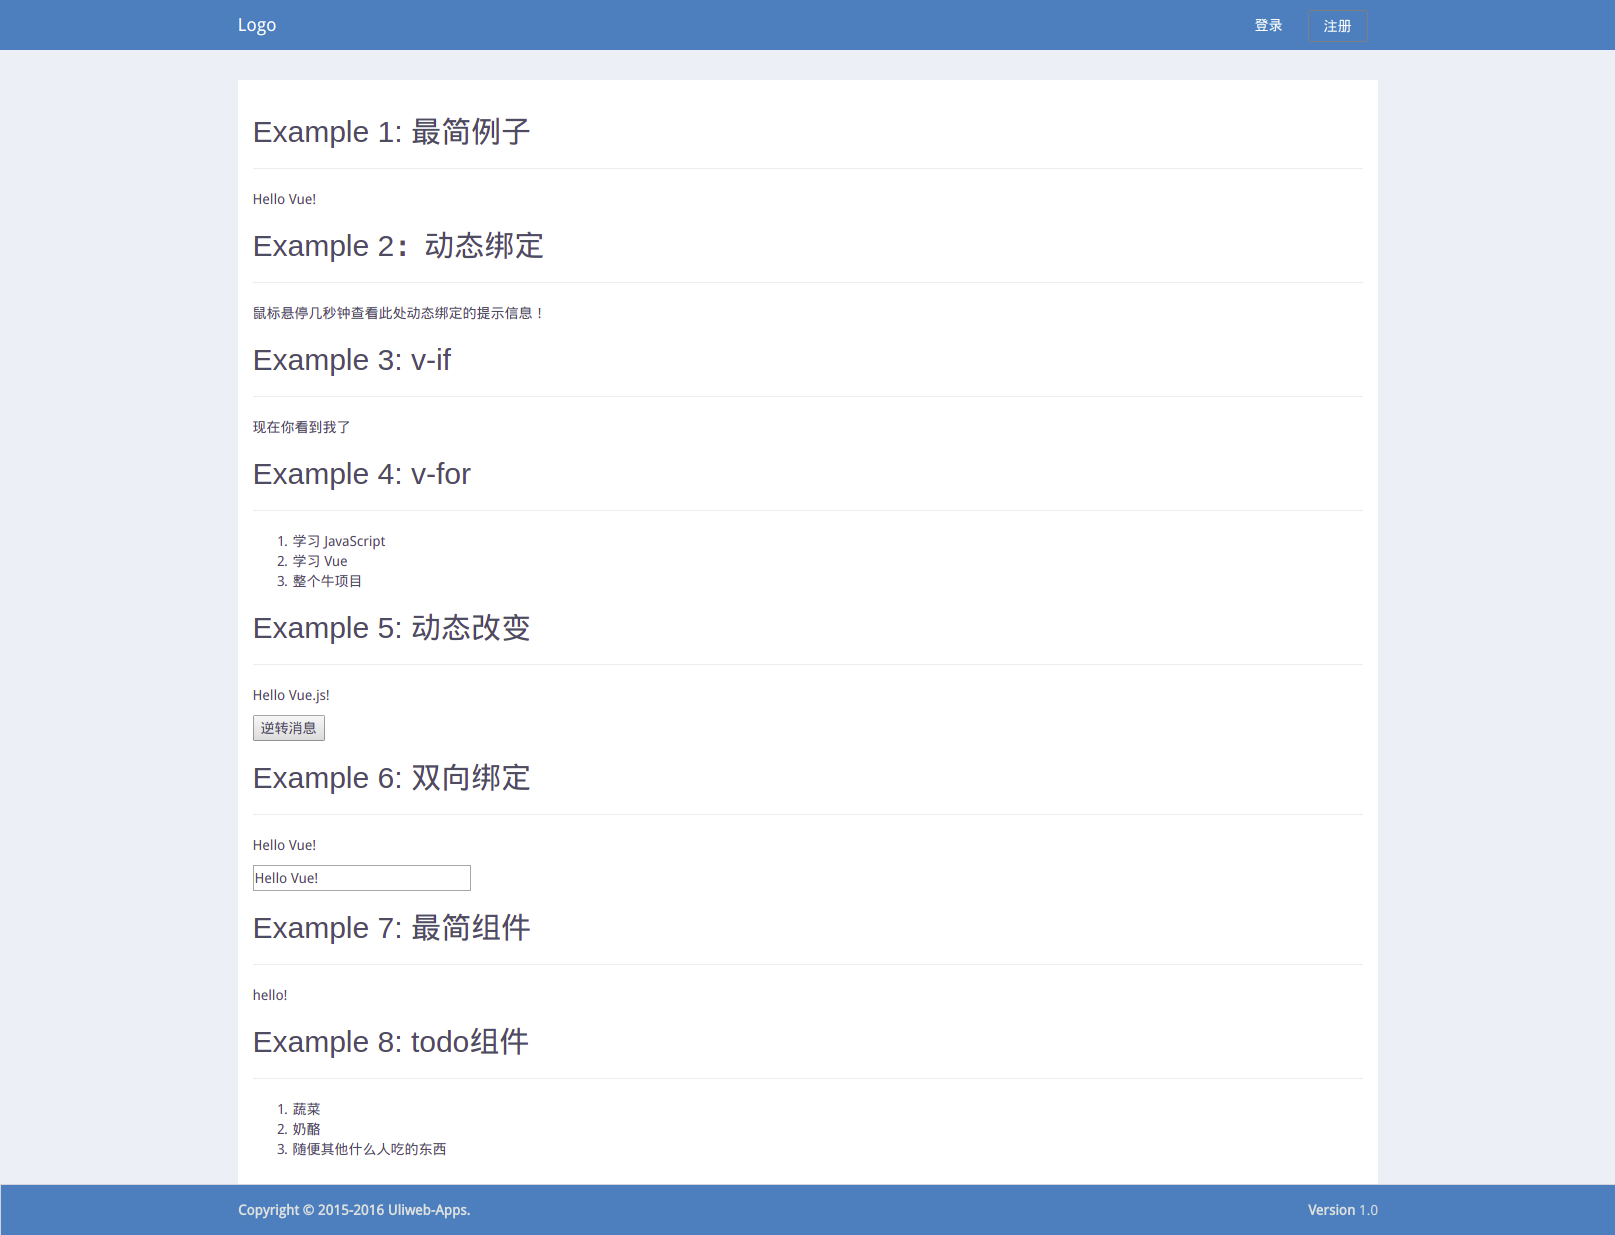 Logo
登录
注册
Example 1: 最简例子
Hello Vue!
Example 2：动态绑定
鼠标悬停几秒钟查看此处动态绑定的提示信息！
Example 3: v-if
现在你看到我了
Example 4: v-for
1. 学习 JavaScript
2. 学习 Vue
3. 整个牛项目
Example 5: 动态改变
Hello Vue.js!
逆转消息
Example 6: 双向绑定
Hello Vue!
Hello Vue!
Example 7: 最简组件
hello!
Example 8: todo组件
1. 蔬菜
2. 奶酪
3. 随便其他什么人吃的东西
Copyright © 2015-2016 Uliweb-Apps.
Version 1.0